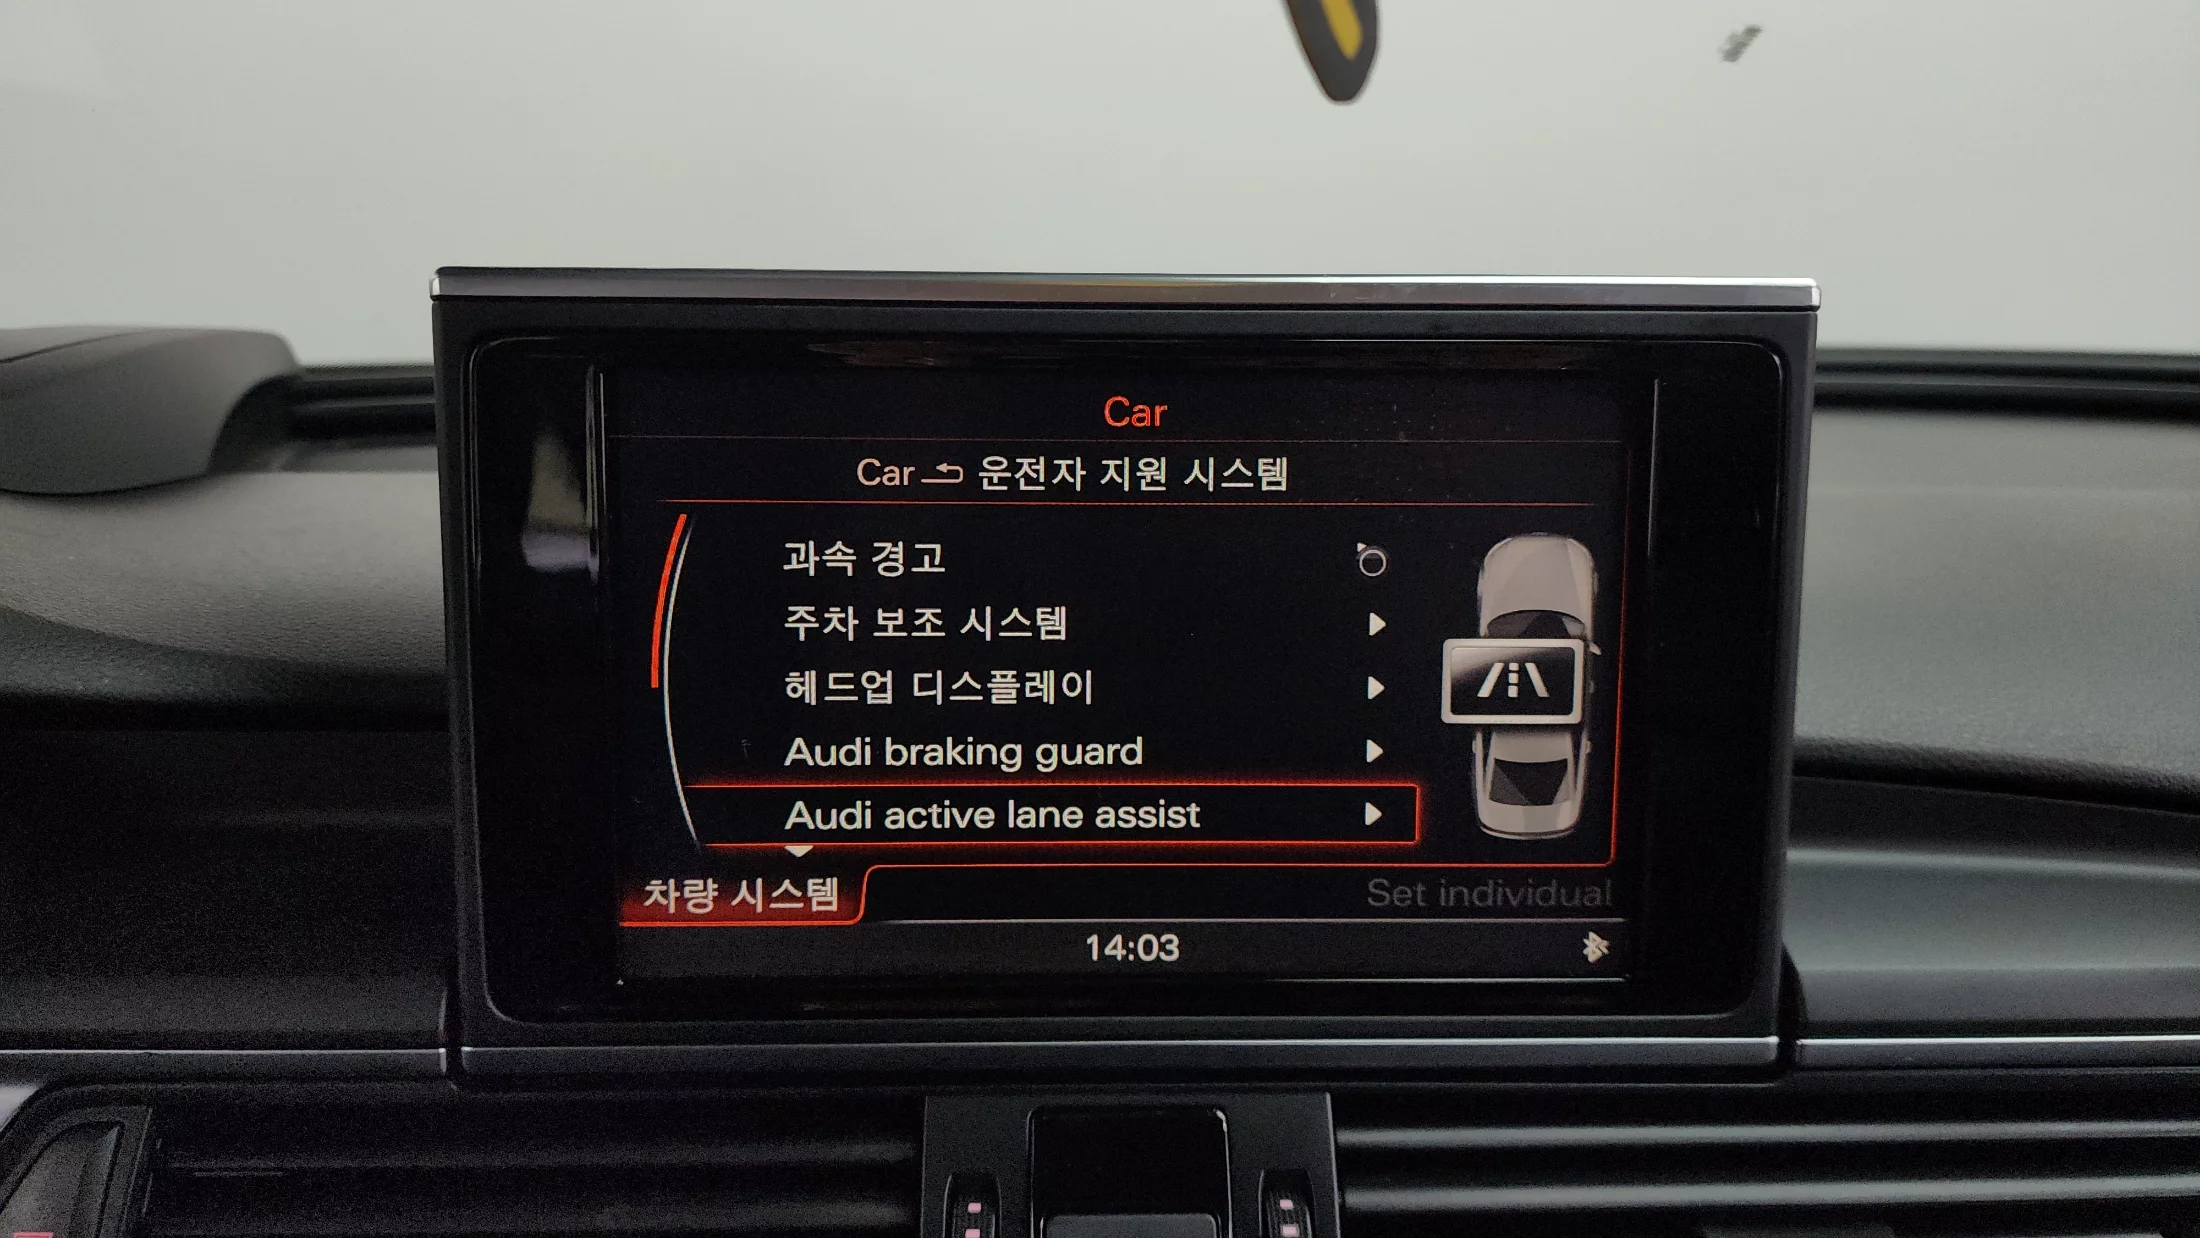 Car
Car 운전자 지원 시스템
과속 경고
주차 보조 시스템
헤드업 디스플레이
Audi braking guard
Audi active lane assist
차량 시스템
Set individual
14:03